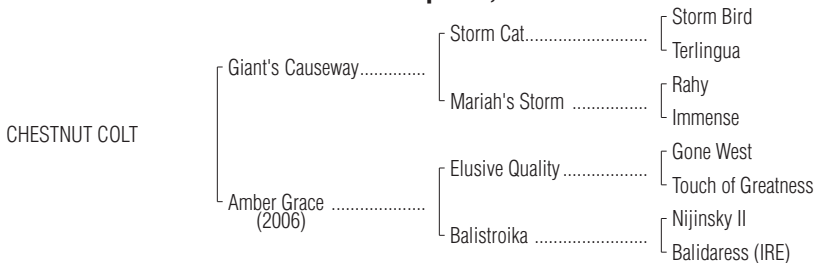 Storm Bird
Storm Cat..............................
Terlingua
Giant's Causeway..............
Rahy
Mariah's Storm ..................
Immense
CHESTNUT COLT
Gone West
Elusive Quality .....................
Touch of Greatness
Amber Grace ....................
(2006)
Nijinsky II
Balistroika ...........................
Balidaress (IRE)